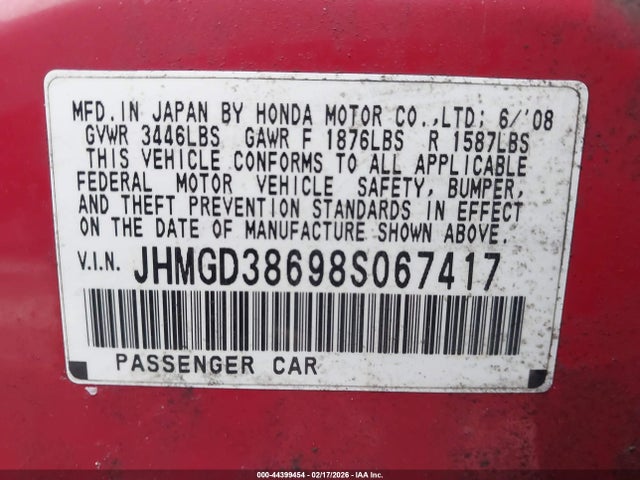 MFD. IN JAPAN BY HONDA MOTOR CO.,LTD; 6/'08
GVWR 3446LBS GAWR F 1876LBS R 1587LBS
THIS VEHICLE CONFORMS TO ALL APPLICABLE
FEDERAL MOTOR VEHICLE SAFETY, BUMPER,
AND THEFT PREVENTION STANDARDS IN EFFECT
ON THE DATE OF MANUFACTURE SHOWN ABOVE.
V.I.N. JHMGD38698S067417
PASSENGER CAR
000-44399454 - 02/17/2026 - Copart, Inc.